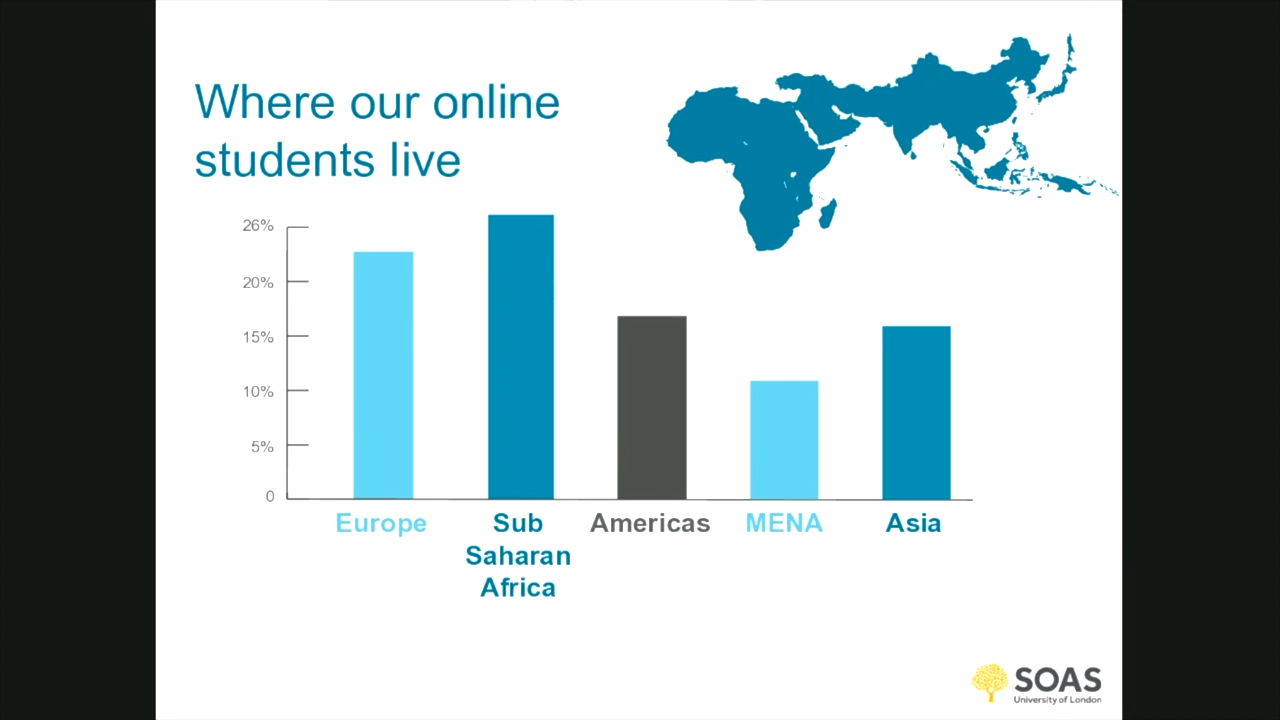 Where our online
students live
26%
20%
15%
10%
5%
0
Europe
Sub
Saharan
Africa
Americas
MENA
Asia
SOAS
University of London